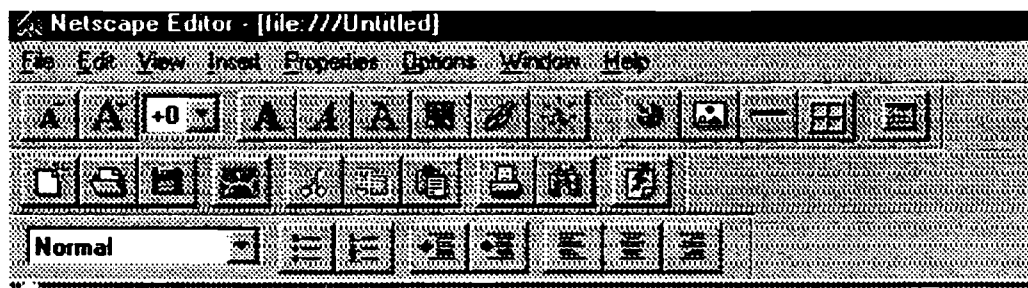 Netscape Editor - [file:///Untitled]
File Edit View Insert Properties Options Window Help
+0
Normal